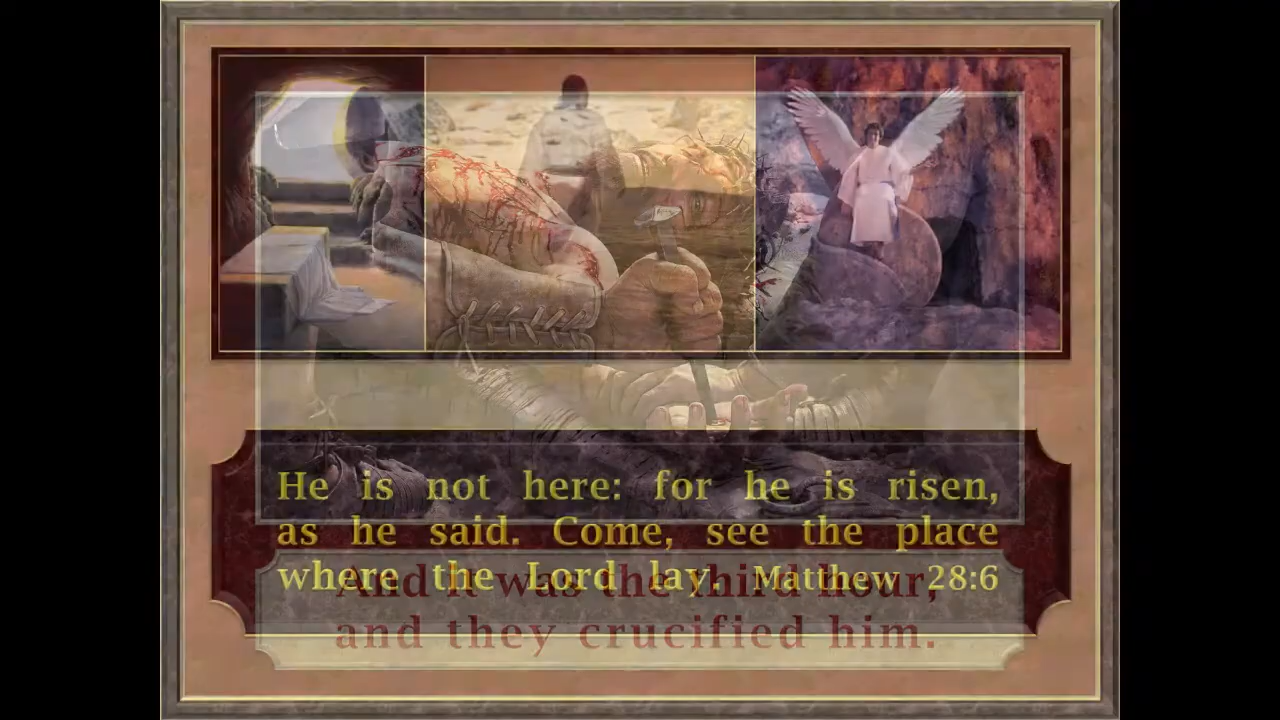 He is not here: for he is risen,
as he said. Come, see the place
where the Lord lay. Matthew 28:6
And it was the third hour,
and they crucified him.